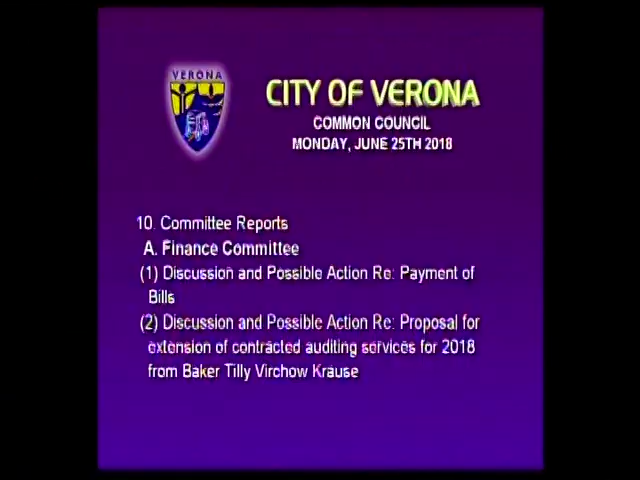 VERONA
CITY OF VERONA
COMMON COUNCIL
MONDAY, JUNE 25TH 2018
10. Committee Reports
A. Finance Committee
(1) Discussion and Possible Action Re: Payment of
Bills
(2) Discussion and Possible Action Re: Proposal for
extension of contracted auditing services for 2018
from Baker Tilly Virchow Krause